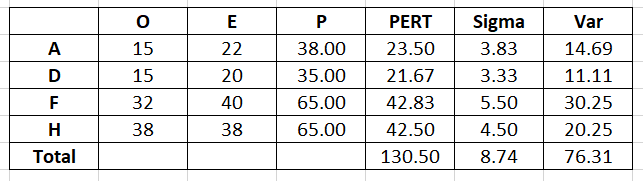 O E P PERT Sigma Var
A 15 22 38.00 23.50 3.83 14.69
D 15 20 35.00 21.67 3.33 11.11
F 32 40 65.00 42.83 5.50 30.25
H 38 38 65.00 42.50 4.50 20.25
Total 130.50 8.74 76.31